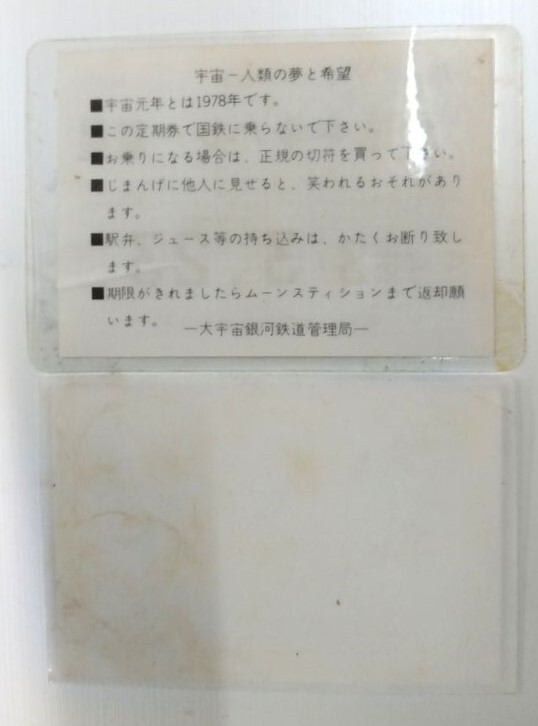 宇宙－人類の夢と希望
■宇宙元年とは1978年です。
■この定期券で国鉄に乗らないで下さい。
■お乗りになる場合は、正規の切符を買って下さい。
■じまんげに他人に見せると、笑われるおそれがあり
ます。
■駅弁、ジュース等の持ち込みは、かたくお断り致し
ます。
■期限がきれましたらムーンスティションまで返却願
います。
―大宇宙銀河鉄道管理局―